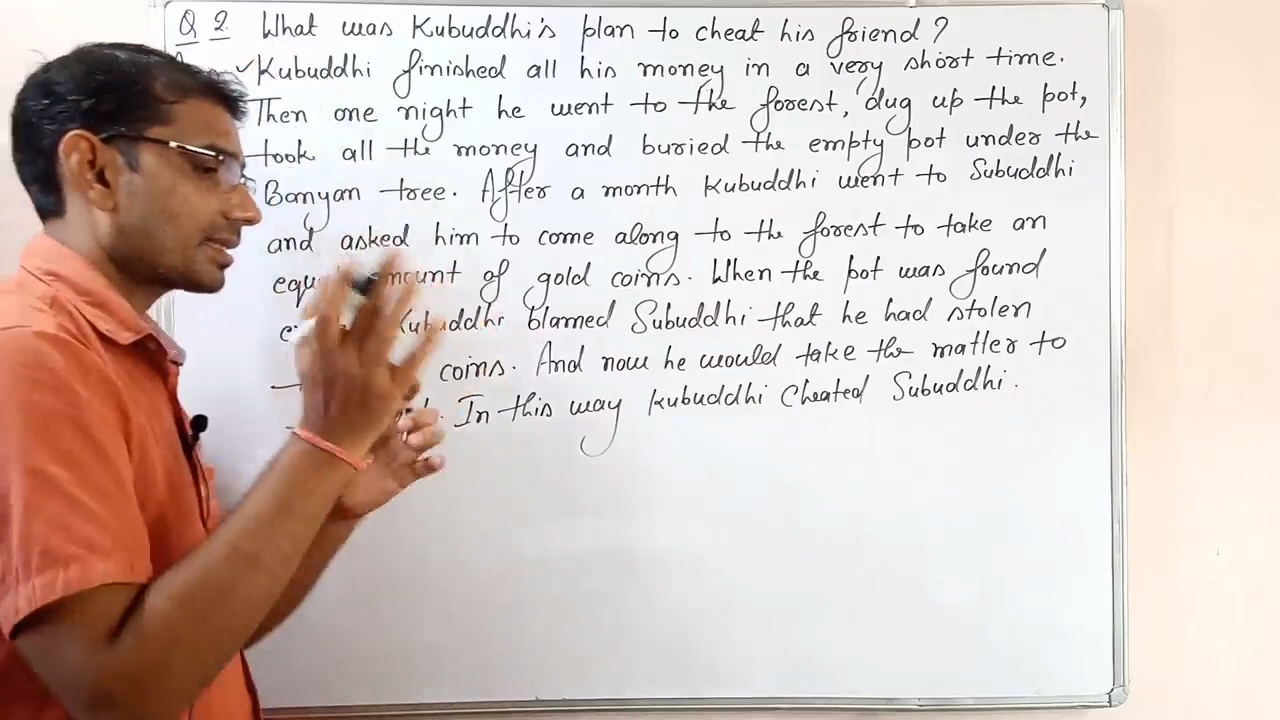 Q 2. What was Kubuddhi's plan to cheat his friend ?
Kubuddhi finished all his money in a very short time.
Then one night he went to the forest, dug up the pot,
took all the money and buried the empty pot under the
Banyan tree. After a month Kubuddhi went to Subuddhi
and asked him to come along to the forest to take an
of gold coins. When the pot was found
Kubuddhi blamed Subuddhi that he had stolen
coins. And now he would take the matter to
In this way Kubuddhi Cheated Subuddhi.